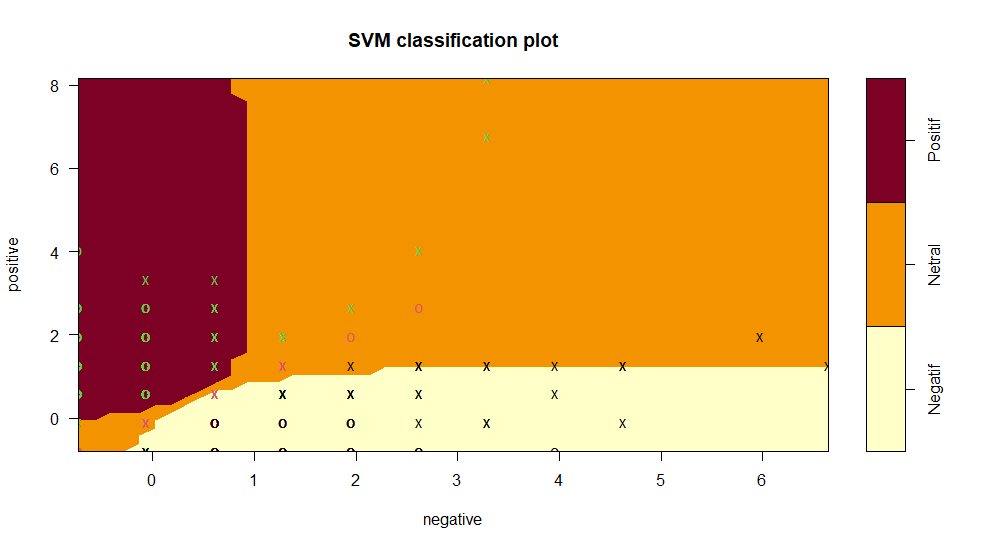 SVM classification plot
8
6
4
2
0
positive
0
1
2
3
4
5
6
negative
Positif
Netral
Negatif